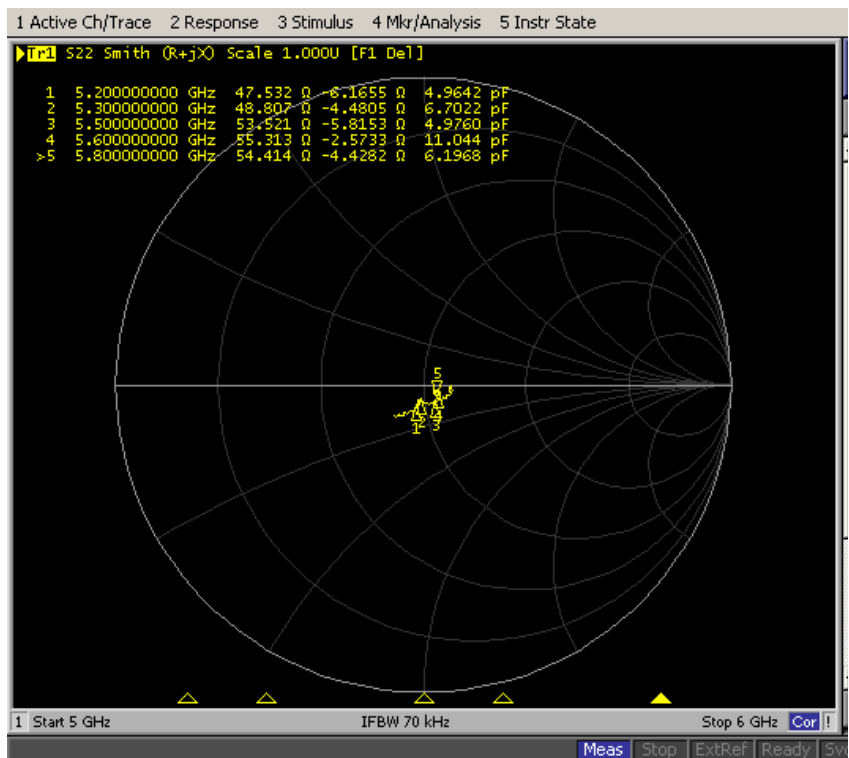 1 Active Ch/Trace 2 Response 3 Stimulus 4 Mkr/Analysis 5 Instr State
Tr1 S22 Smith (R+jX) Scale 1.000U [F1 Del]
1 5.200000000 GHz 47.532 Ω -6.1655 Ω 4.9642 pF
2 5.300000000 GHz 48.807 Ω -4.4805 Ω 6.7022 pF
3 5.500000000 GHz 53.521 Ω -5.8153 Ω 4.9760 pF
4 5.600000000 GHz 55.313 Ω -2.5733 Ω 11.044 pF
>5 5.800000000 GHz 54.414 Ω -4.4282 Ω 6.1968 pF
5
1 2 4
3
1 Start 5 GHz IFBW 70 kHz Stop 6 GHz Cor !
Meas Stop ExtRef Ready Svc